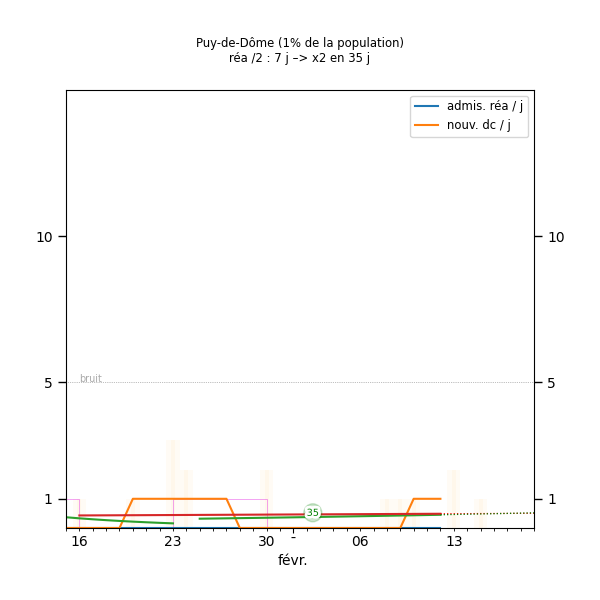 Puy-de-Dôme (1% de la population)
réa /2 : 7 j –> x2 en 35 j
admis. réa / j
nouv. dc / j
10 10
bruit
5 5
35
1 1
16 23 30 - 06 13
févr.